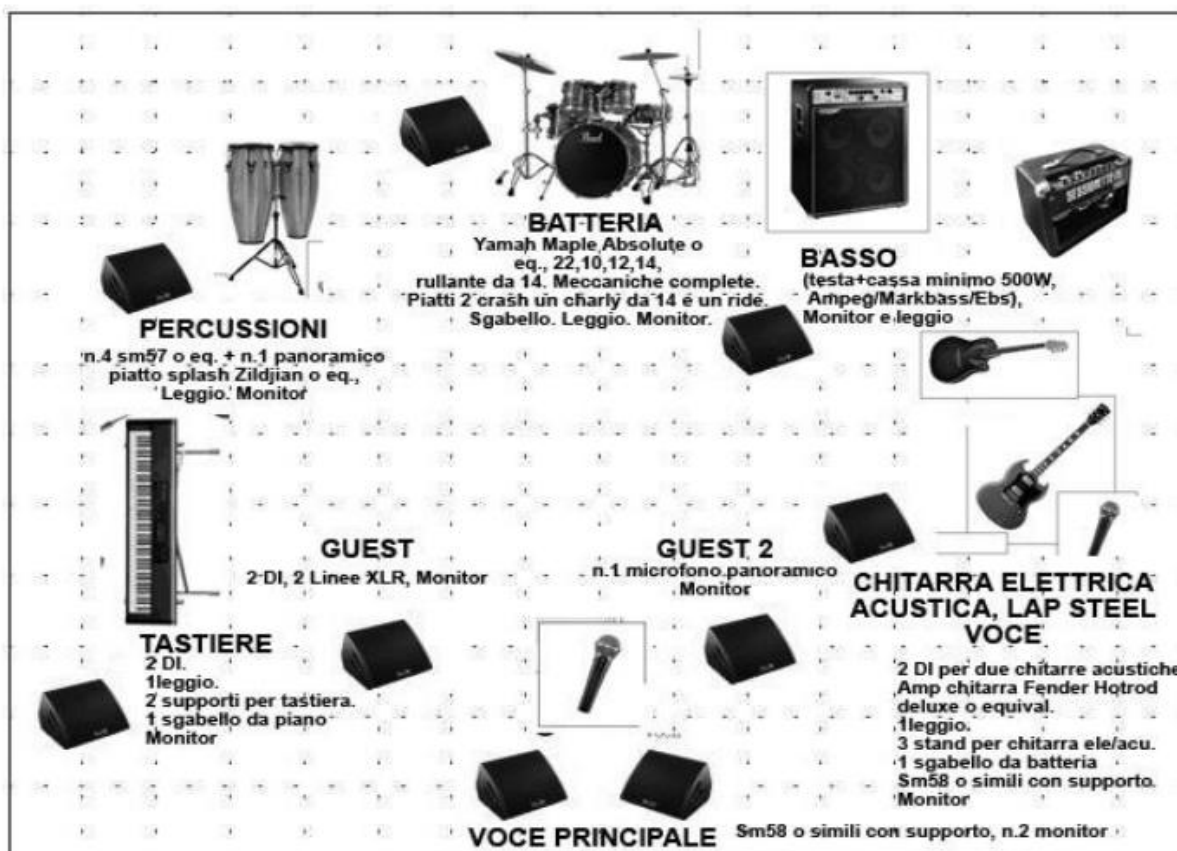 BATTERIA
Yamah Maple Absolute o
eq., 22,10,12,14,
rullante da 14. Meccaniche complete.
Piatti 2 crash un charly da 14 e un ride.
Sgabello. Leggio. Monitor.
BASSO
(testa+cassa minimo 500W,
Ampeg/Markbass/Ebs),
Monitor e leggio
PERCUSSIONI
n.4 sm57 o eq. + n.1 panoramico
piatto splash Zildjian o eq.,
Leggio. Monitor
GUEST
2 DI, 2 Linee XLR, Monitor
GUEST 2
n.1 microfono panoramico
Monitor
CHITARRA ELETTRICA
ACUSTICA, LAP STEEL
VOCE
2 DI per due chitarre acustiche
Amp chitarra Fender Hotrod
deluxe o equival.
1leggio.
3 stand per chitarra ele/acu.
1 sgabello da batteria
Sm58 o simili con supporto.
Monitor
TASTIERE
2 DI.
1leggio.
2 supporti per tastiera.
1 sgabello da piano
Monitor
VOCE PRINCIPALE
Sm58 o simili con supporto, n.2 monitor